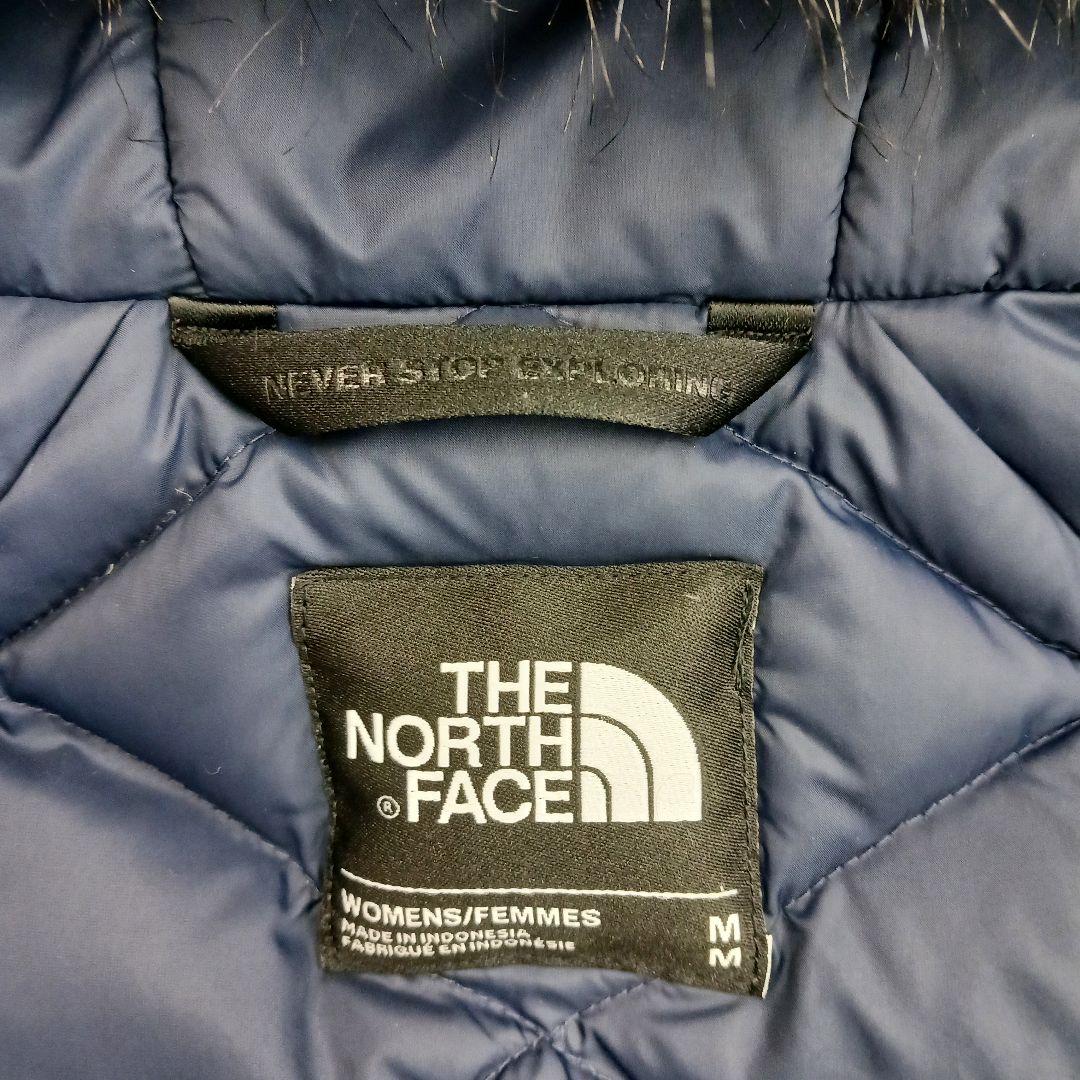 NEVER STOP EXPLORING
THE
NORTH
® FACE
WOMENS/FEMMES
MADE IN INDONESIA
FABRIQUÉ EN INDONÉSIE
M
M